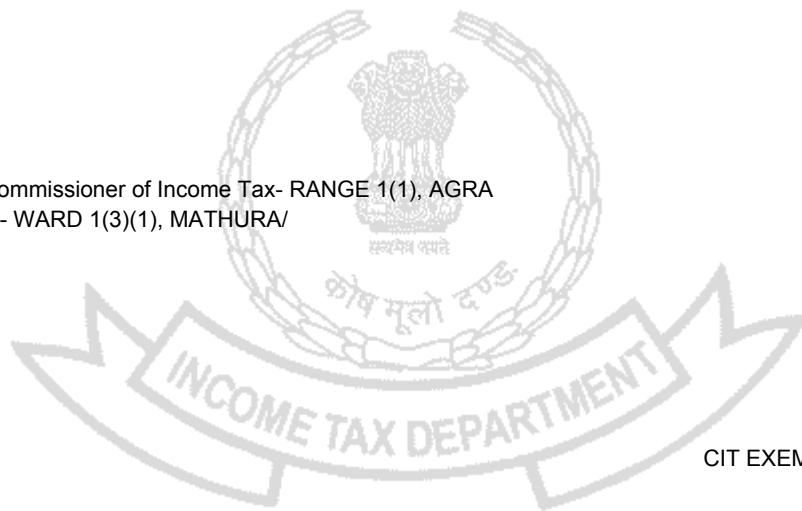 ommissioner of Income Tax- RANGE 1(1), AGRA
- WARD 1(3)(1), MATHURA/
सत्यमेव जयते
कोष मूलो दण्डः
INCOME TAX DEPARTMENT
CIT EXEM